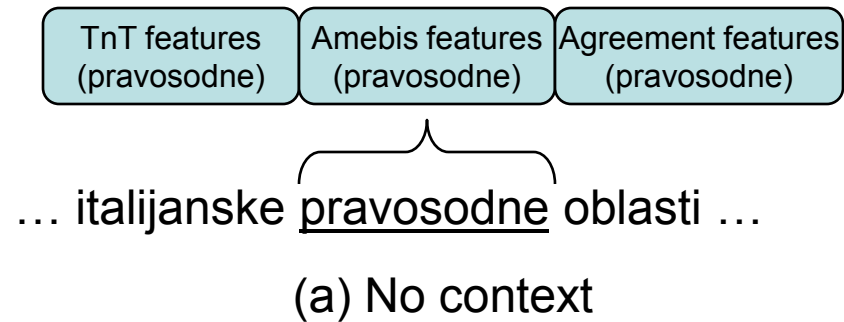 TnT features
(pravosodne)
Amebis features
(pravosodne)
Agreement features
(pravosodne)
… italijanske pravosodne oblasti …
(a) No context